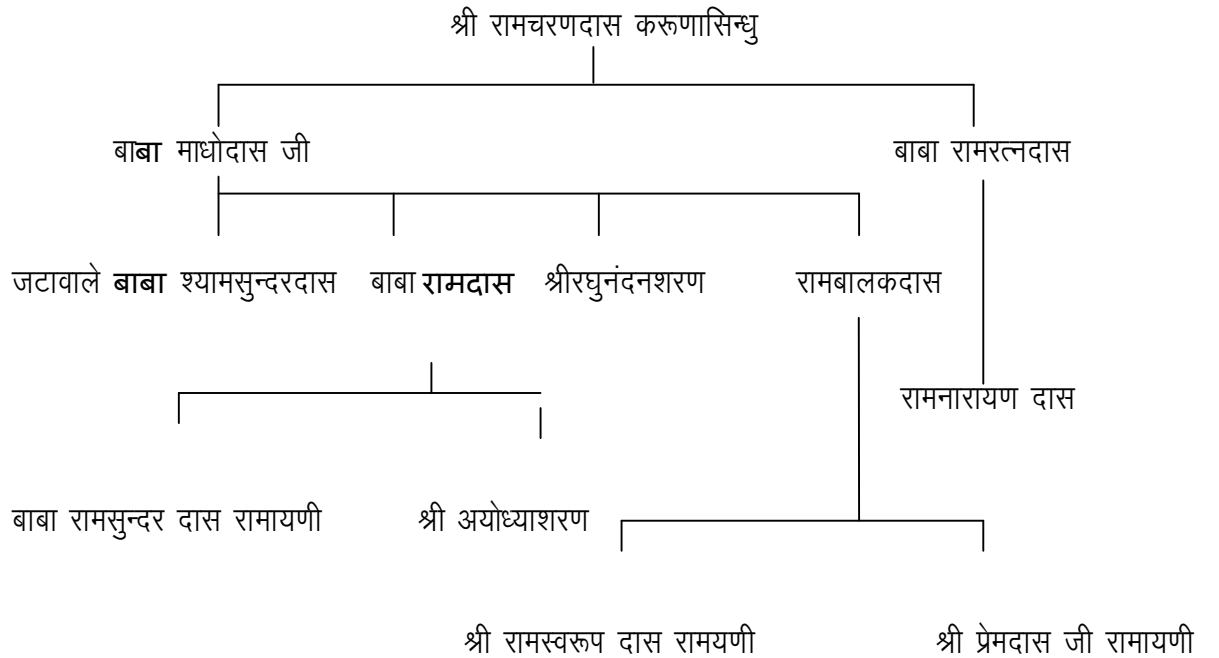 श्री रामचरणदास करूणासिन्धु
बाबा माधोदास जी
बाबा रामरत्नदास
जटावाले बाबा श्यामसुन्दरदास
बाबा रामदास
श्रीरघुनंदनशरण
रामबालकदास
रामनारायण दास
बाबा रामसुन्दर दास रामायणी
श्री अयोध्याशरण
श्री रामस्वरूप दास रामयणी
श्री प्रेमदास जी रामायणी